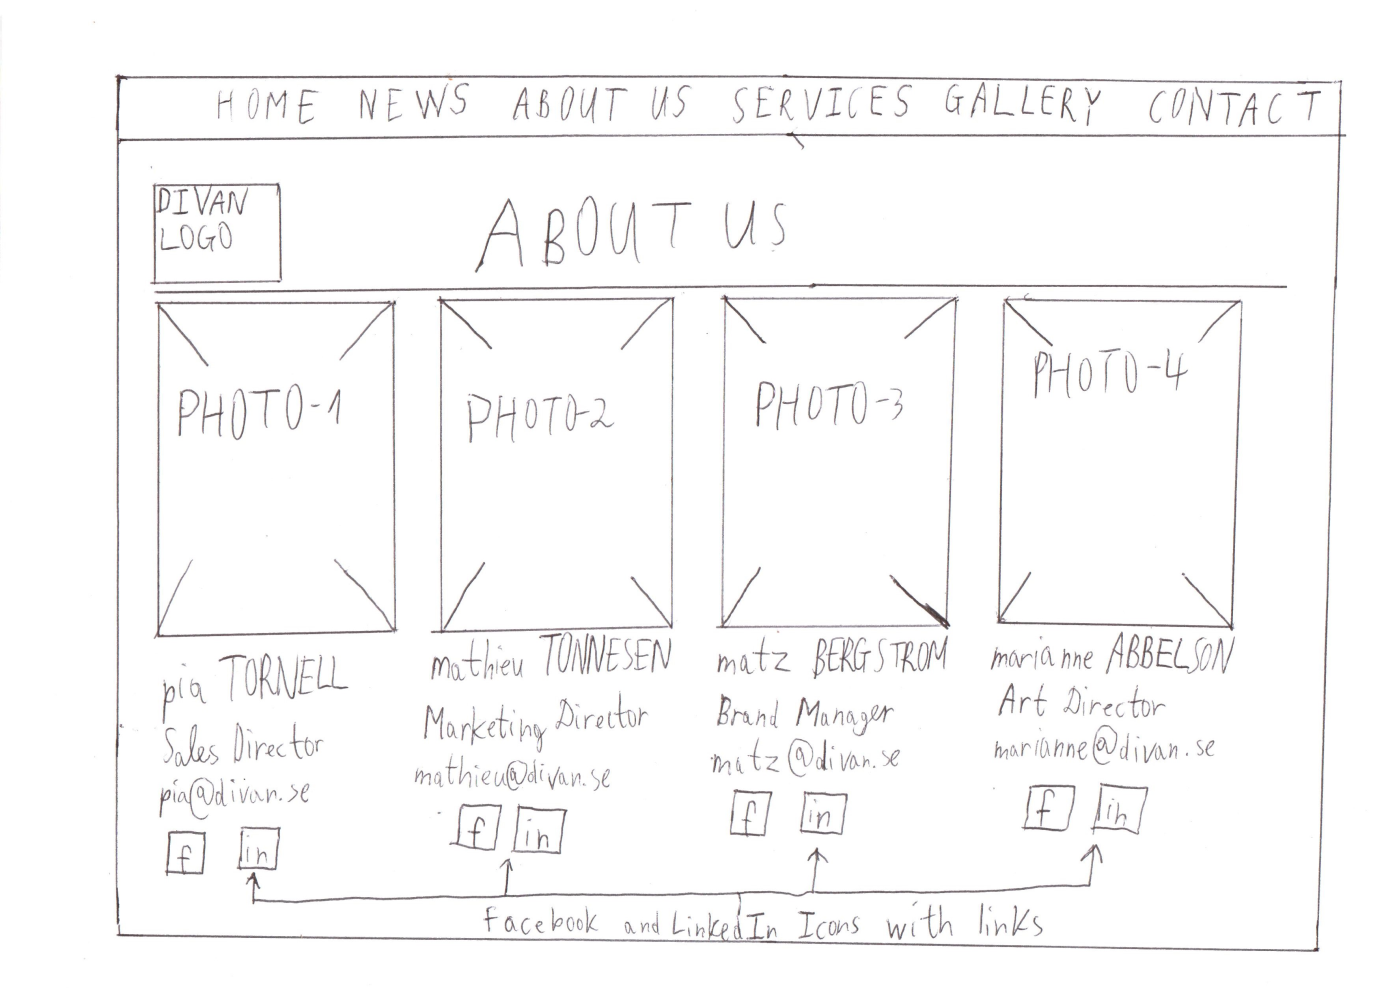 HOME NEWS ABOUT US SERVICES GALLERY CONTACT
DIVAN
LOGO
ABOUT US
PHOTO-1
PHOTO-2
PHOTO-3
PHOTO-4
pia TORNELL
Sales Director
pia@divan.se
f in
mathieu TONNESEN
Marketing Director
mathieu@divan.se
f in
matz BERGSTROM
Brand Manager
matz@divan.se
f in
marianne ABBELSON
Art Director
marianne@divan.se
f in
Facebook and LinkedIn Icons with links